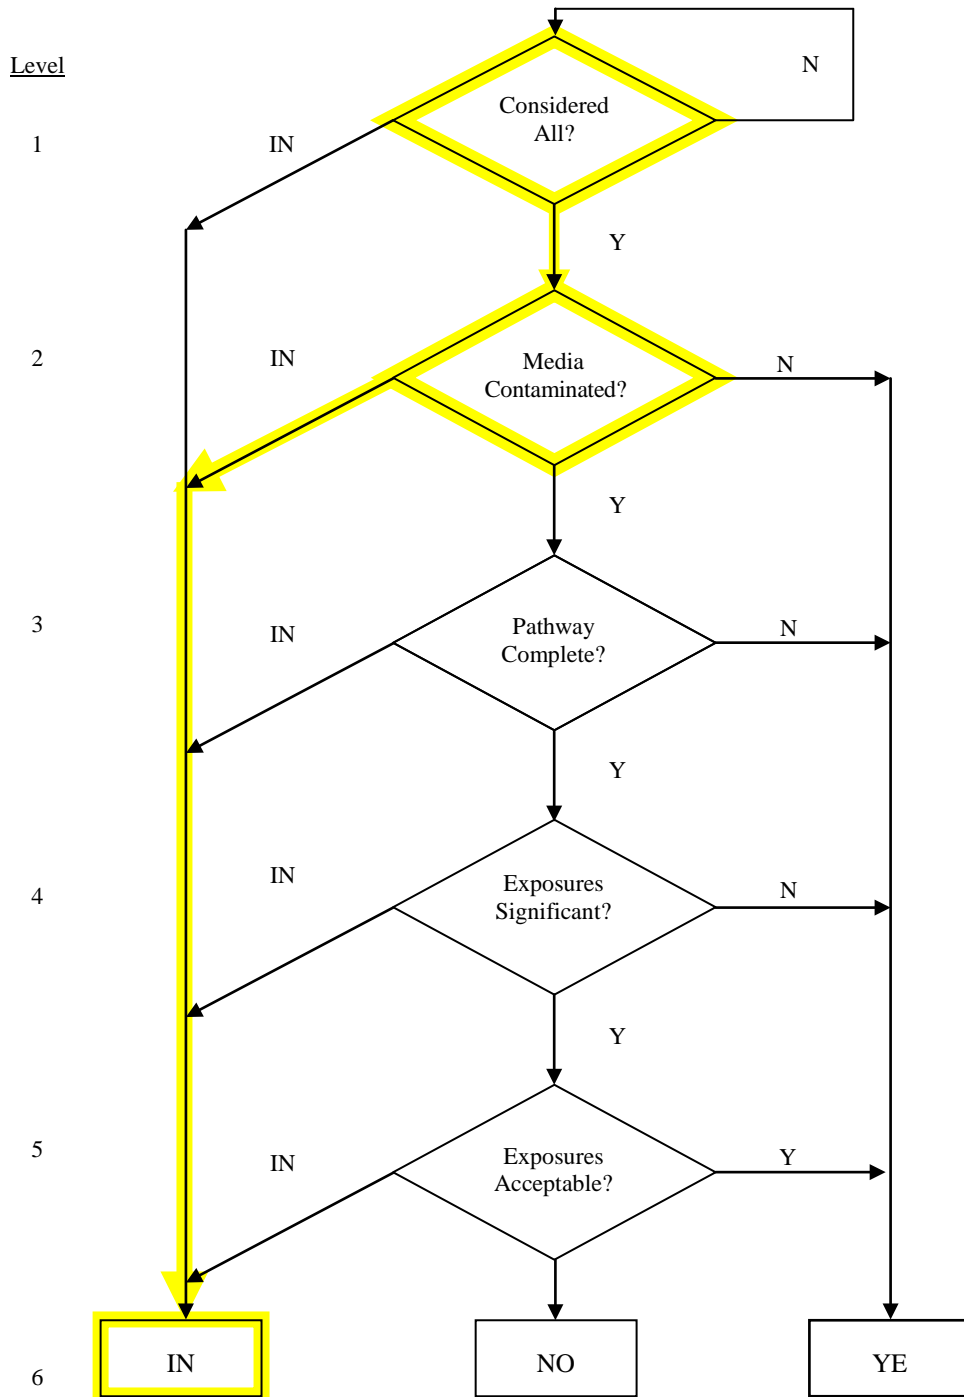 N
Level
Considered
All?
1
IN
Y
2
IN
Media
Contaminated?
N
Y
3
IN
Pathway
Complete?
N
Y
4
IN
Exposures
Significant?
N
Y
5
IN
Exposures
Acceptable?
Y
IN
NO
YE
6